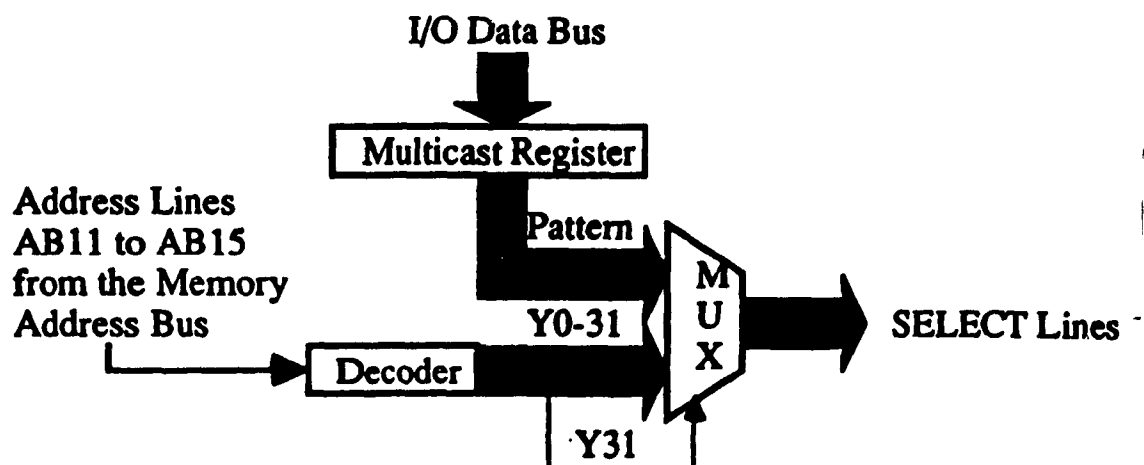 I/O Data Bus
Multicast Register
Address Lines
AB11 to AB15
from the Memory
Address Bus
Pattern
MUX
Y0-31
SELECT Lines
Decoder
Y31